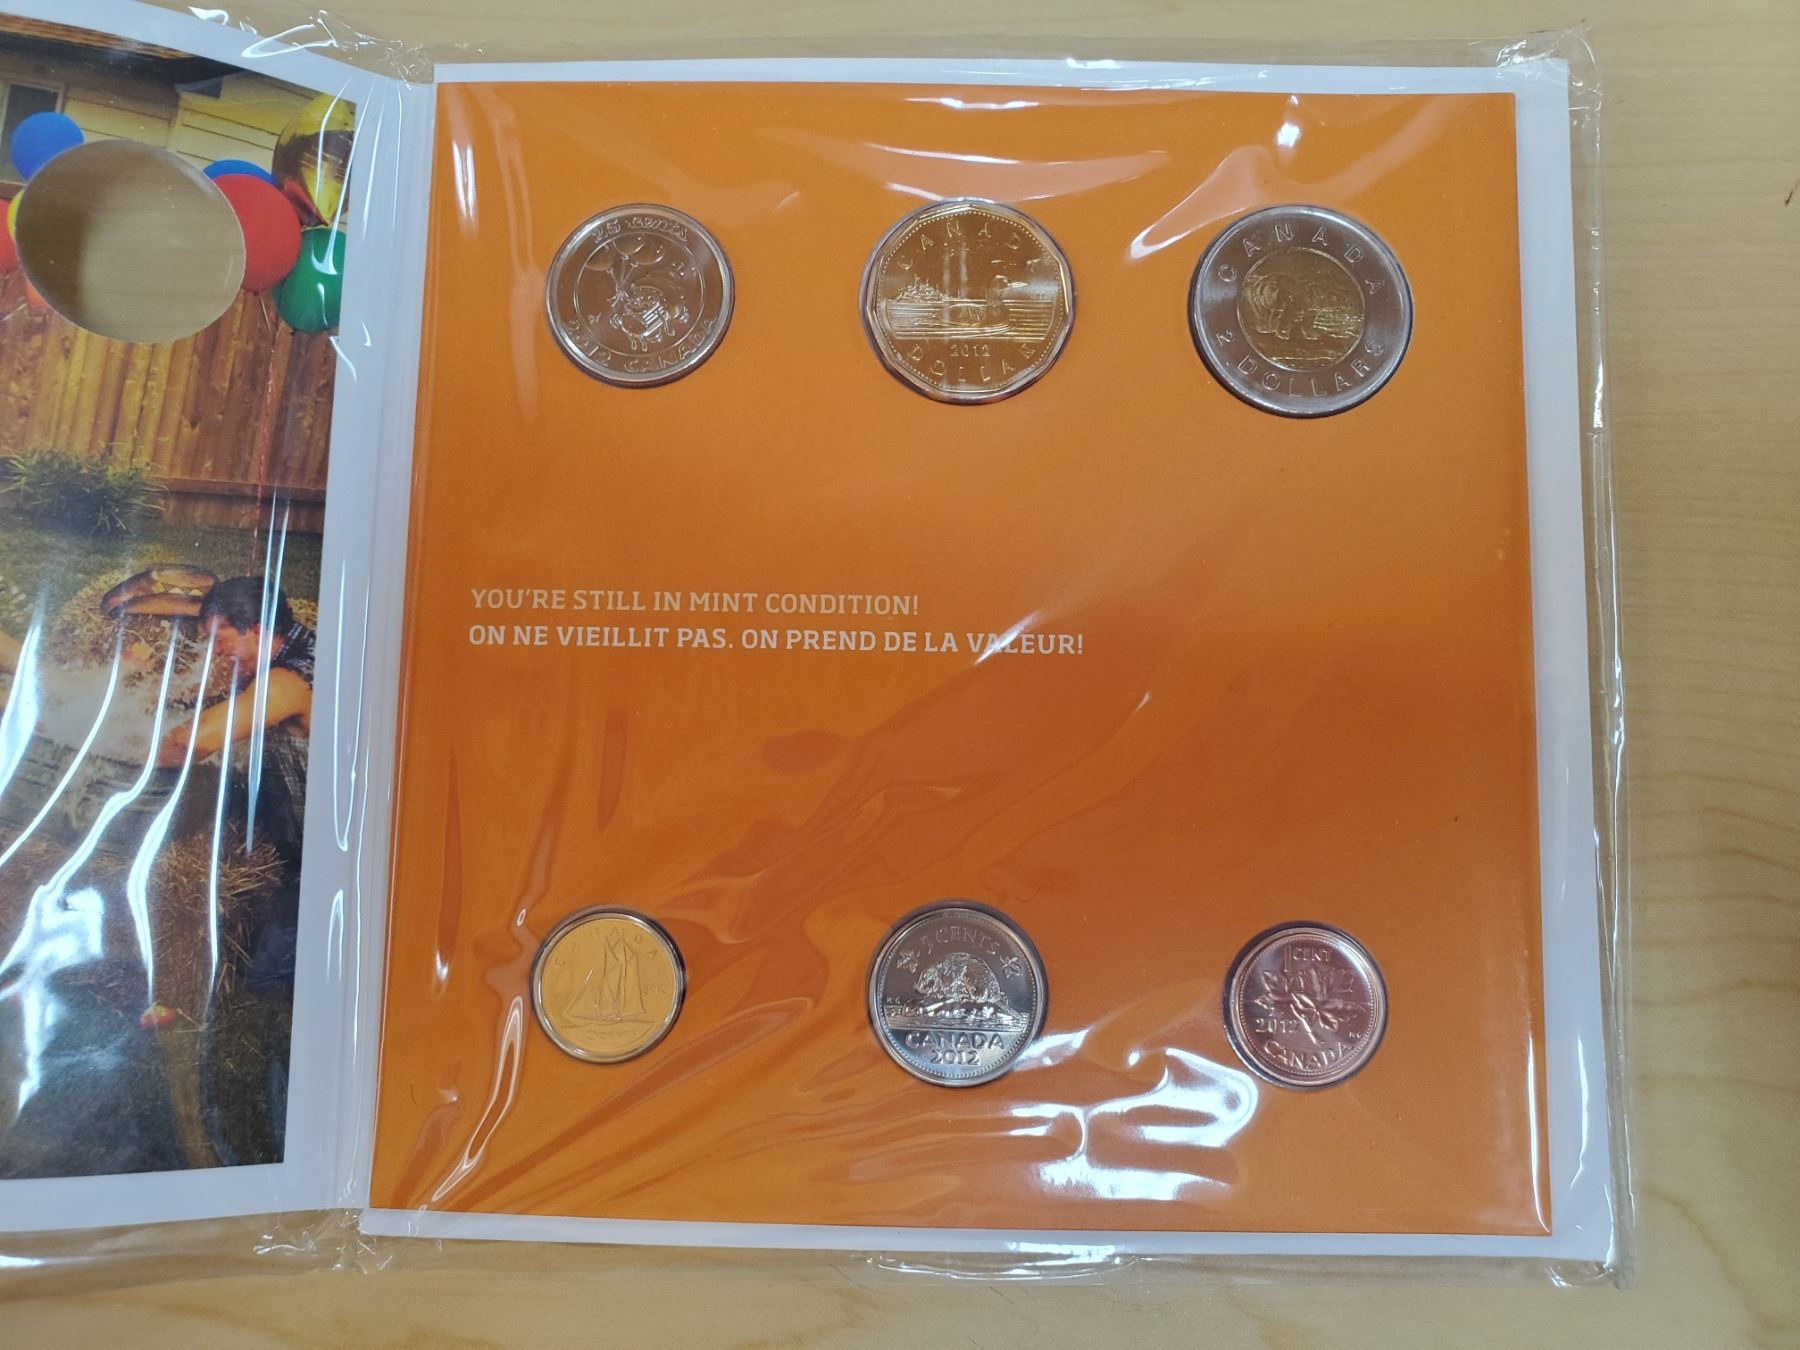 25 cents
2012 CANADA
CANADA
2012
DOLLAR
CANADA
2 DOLLARS
YOU'RE STILL IN MINT CONDITION!
ON NE VIEILLIT PAS. ON PREND DE LA VALEUR!
CANADA
2012
5 CENTS
KG
CANADA
2012
1 CENT
2012
CANADA